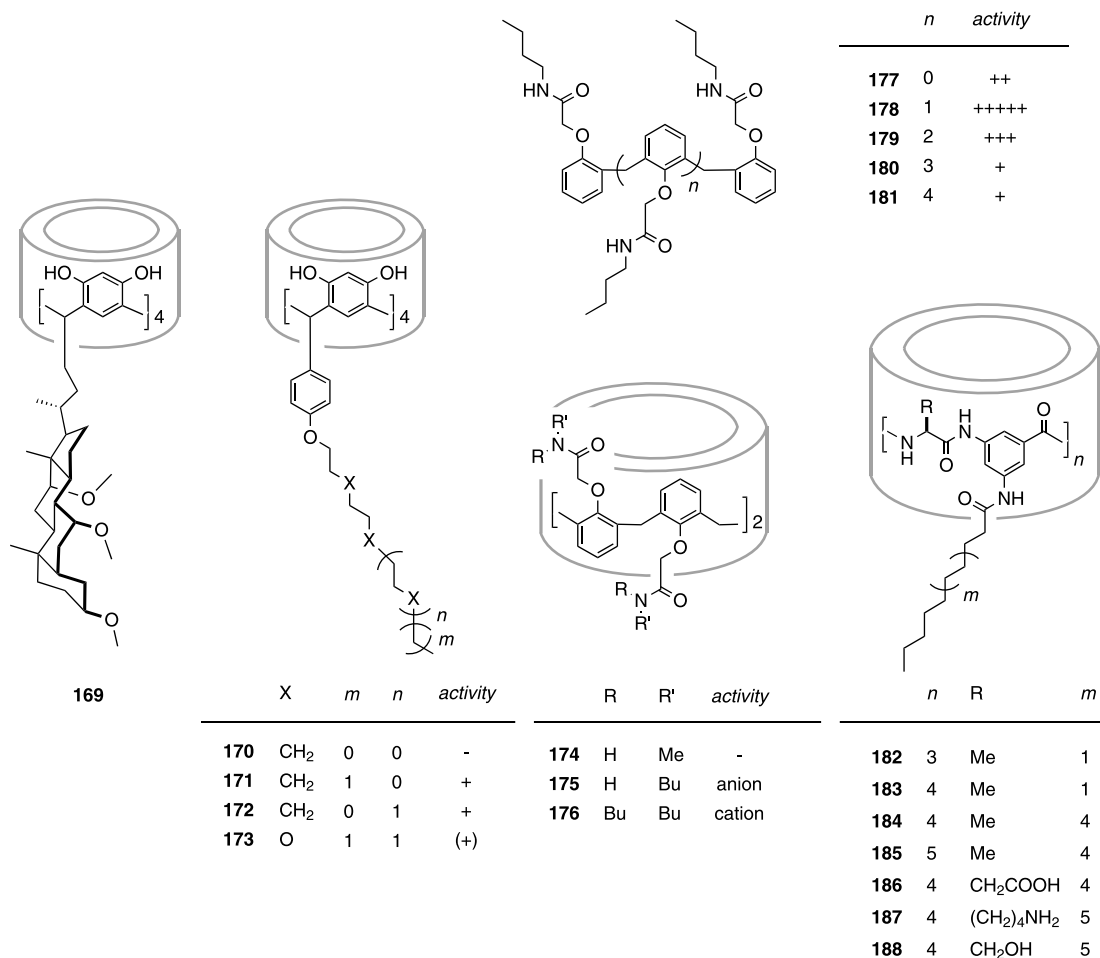 n activity
177 0 ++
178 1 +++++
179 2 +++
180 3 +
181 4 +
HN O
O
HN O
O
n
O
HN O
HO OH
4
O
O
O
169
HO OH
4
O
X
X
X
n
m
X m n activity
170 CH2 0 0 -
171 CH2 1 0 +
172 CH2 0 1 +
173 O 1 1 (+)
R'
N O
R
O
2
O
R
N O
R'
R R' activity
174 H Me -
175 H Bu anion
176 Bu Bu cation
R
H
N
O
N
H
O
n
O
NH
m
n R m
182 3 Me 1
183 4 Me 1
184 4 Me 4
185 5 Me 4
186 4 CH2COOH 4
187 4 (CH2)4NH2 5
188 4 CH2OH 5